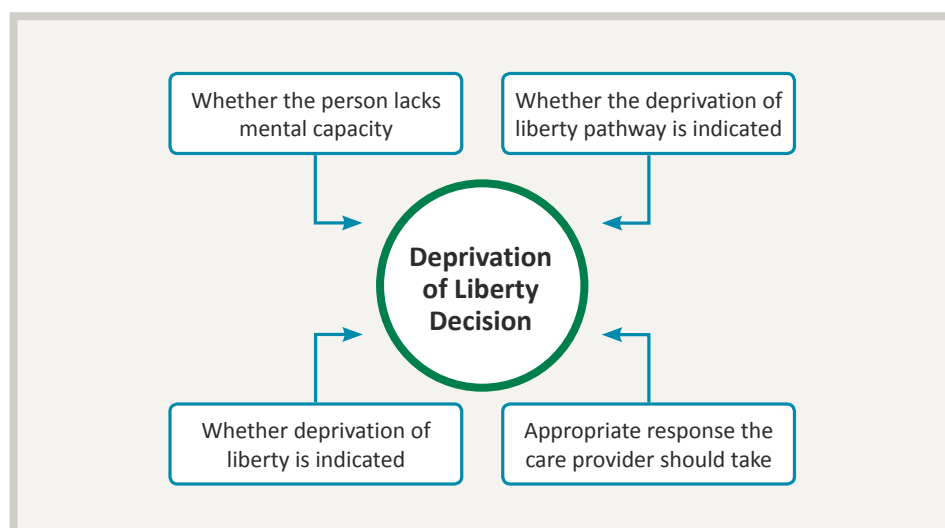 Whether the person lacks
mental capacity
Whether the deprivation of
liberty pathway is indicated
Deprivation
of Liberty
Decision
Whether deprivation of
liberty is indicated
Appropriate response the
care provider should take